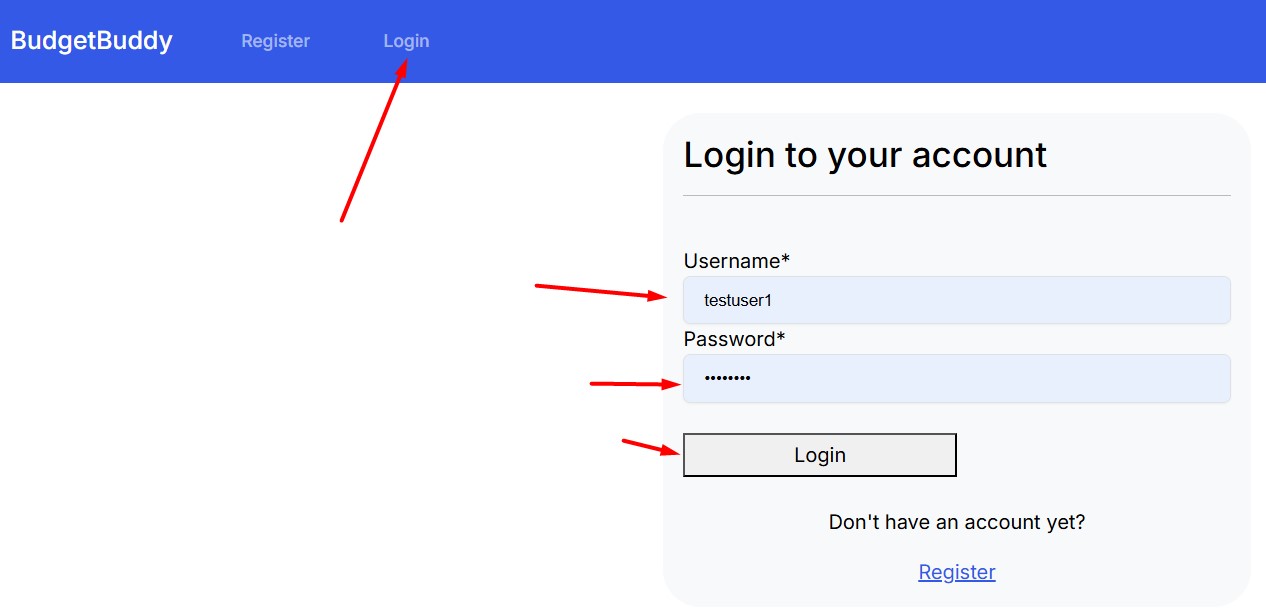 BudgetBuddy Register Login
Login to your account
Username*
testuser1
Password*
••••••••
Login
Don't have an account yet?
Register